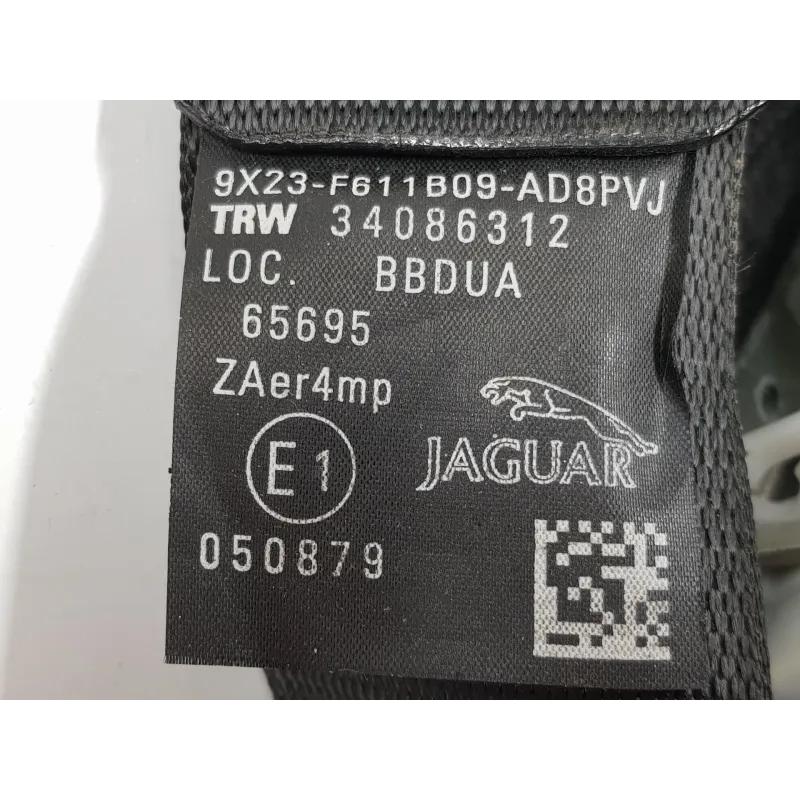 9X23-F611B09-AD8PVJ
TRW 34086312
LOC. BBDUA
65695
ZAer4mp
E1
JAGUAR
050879